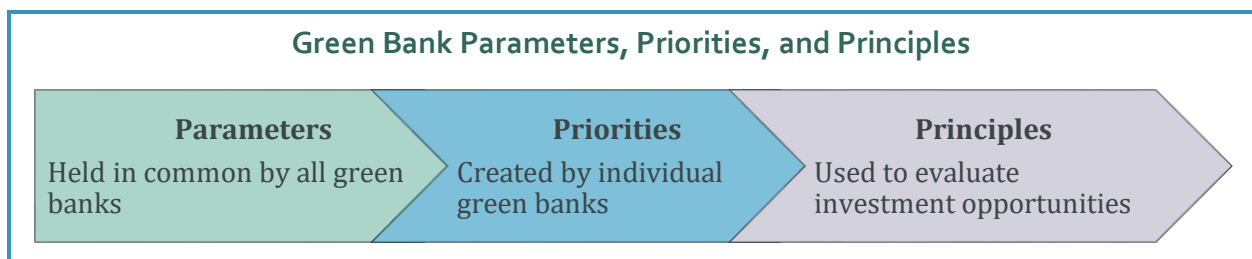 Green Bank Parameters, Priorities, and Principles
Parameters
Held in common by all green
banks
Priorities
Created by individual
green banks
Principles
Used to evaluate
investment opportunities